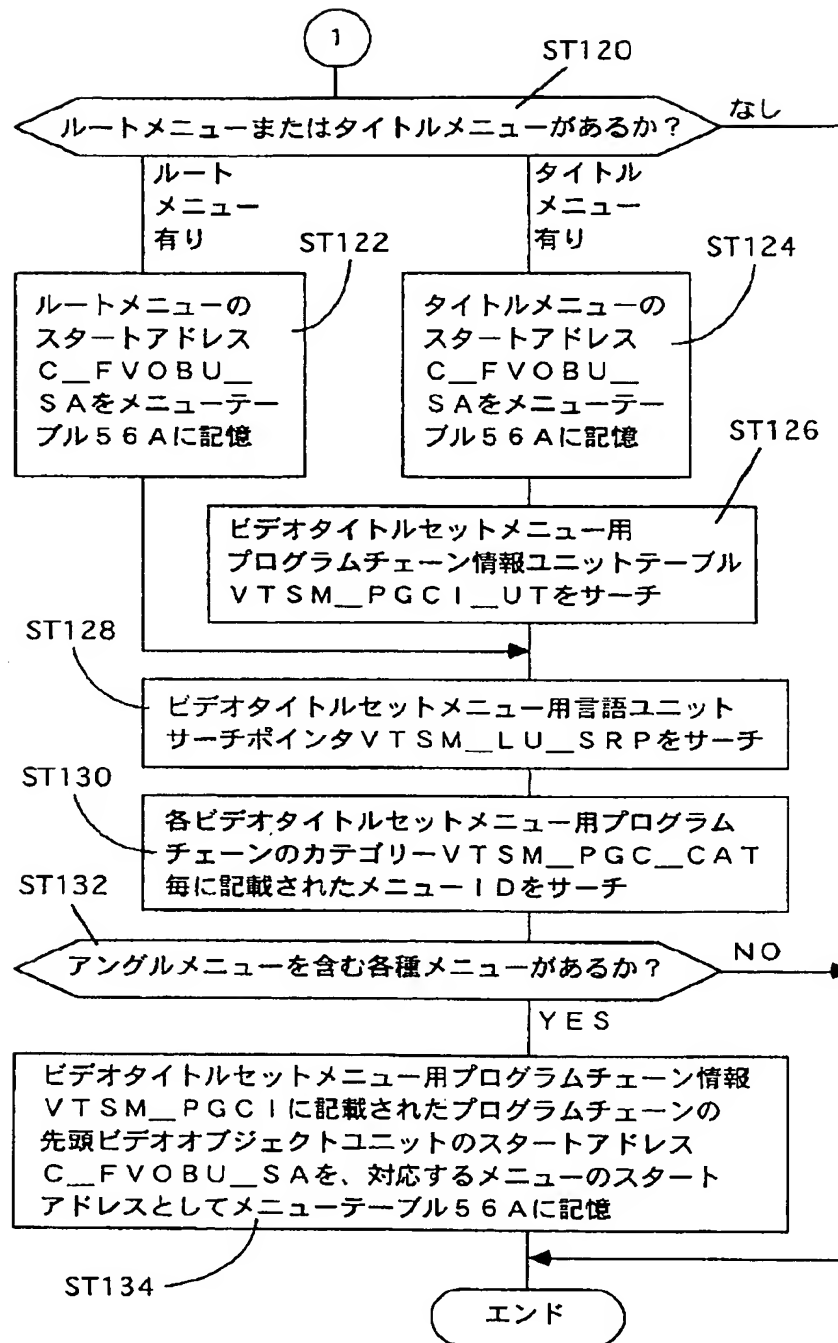 1
ST120
ルートメニューまたはタイトルメニューがあるか?
なし
ルート
メニュー
有り
タイトル
メニュー
有り
ST122
ST124
ルートメニューの
スタートアドレス
C__FVOBU__
SAをメニューテー
ブル56Aに記憶
タイトルメニューの
スタートアドレス
C__FVOBU__
SAをメニューテー
ブル56Aに記憶
ST126
ビデオタイトルセットメニュー用
プログラムチェーン情報ユニットテーブル
VTSM__PGCI__UTをサーチ
ST128
ビデオタイトルセットメニュー用言語ユニット
サーチポインタVTSM__LU__SRPをサーチ
ST130
各ビデオタイトルセットメニュー用プログラム
チェーンのカテゴリーVTSM__PGC__CAT
毎に記載されたメニューIDをサーチ
ST132
アングルメニューを含む各種メニューがあるか?
NO
YES
ビデオタイトルセットメニュー用プログラムチェーン情報
VTSM__PGCIに記載されたプログラムチェーンの
先頭ビデオオブジェクトユニットのスタートアドレス
C__FVOBU__SAを、対応するメニューのスタート
アドレスとしてメニューテーブル56Aに記憶
ST134
エンド